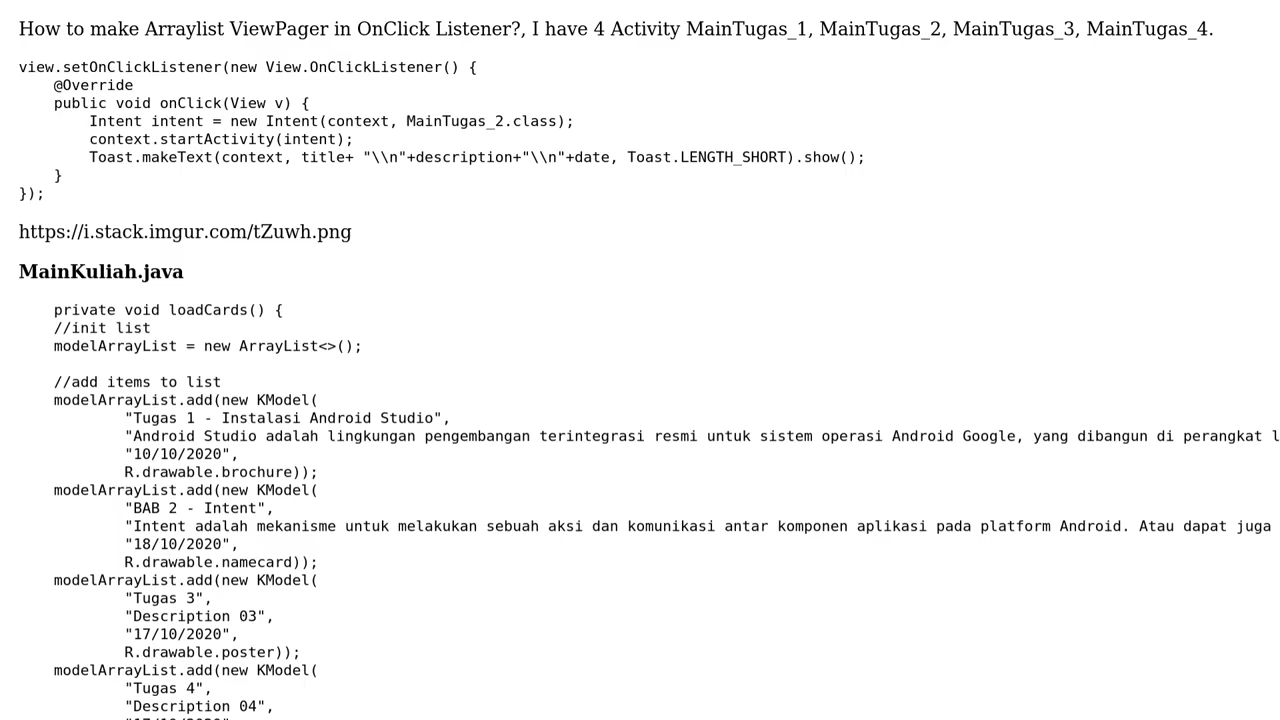 How to make Arraylist ViewPager in OnClick Listener?, I have 4 Activity MainTugas_1, MainTugas_2, MainTugas_3, MainTugas_4.
view.setOnClickListener(new View.OnClickListener() {
    @Override
    public void onClick(View v) {
        Intent intent = new Intent(context, MainTugas_2.class);
        context.startActivity(intent);
        Toast.makeText(context, title+ "\\n"+description+"\\n"+date, Toast.LENGTH_SHORT).show();
    }
});
https://i.stack.imgur.com/tZuwh.png
MainKuliah.java
    private void loadCards() {
    //init list
    modelArrayList = new ArrayList<>();

    //add items to list
    modelArrayList.add(new KModel(
            "Tugas 1 - Instalasi Android Studio",
            "Android Studio adalah lingkungan pengembangan terintegrasi resmi untuk sistem operasi Android Google, yang dibangun di perangkat l
            "10/10/2020",
            R.drawable.brochure));
    modelArrayList.add(new KModel(
            "BAB 2 - Intent",
            "Intent adalah mekanisme untuk melakukan sebuah aksi dan komunikasi antar komponen aplikasi pada platform Android. Atau dapat juga
            "18/10/2020",
            R.drawable.namecard));
    modelArrayList.add(new KModel(
            "Tugas 3",
            "Description 03",
            "17/10/2020",
            R.drawable.poster));
    modelArrayList.add(new KModel(
            "Tugas 4",
            "Description 04",